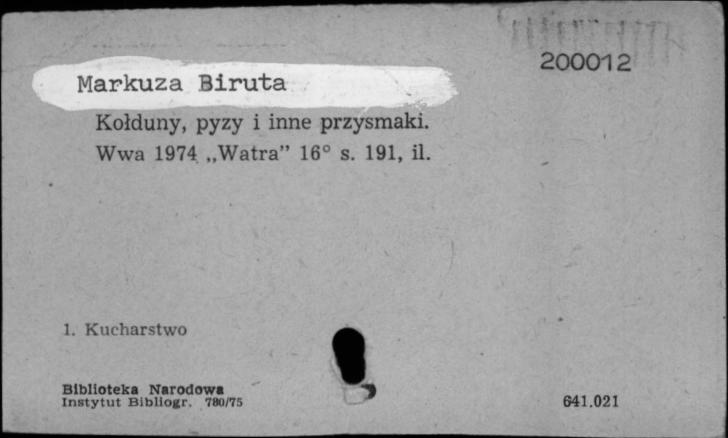 200012
Markuza Biruta
Kołduny, pyzy i inne przysmaki.
Wwa 1974 „Watra” 16° s. 191, il.
1. Kucharstwo
Biblioteka Narodowa
Instytut Bibliogr. 780/75
641.021